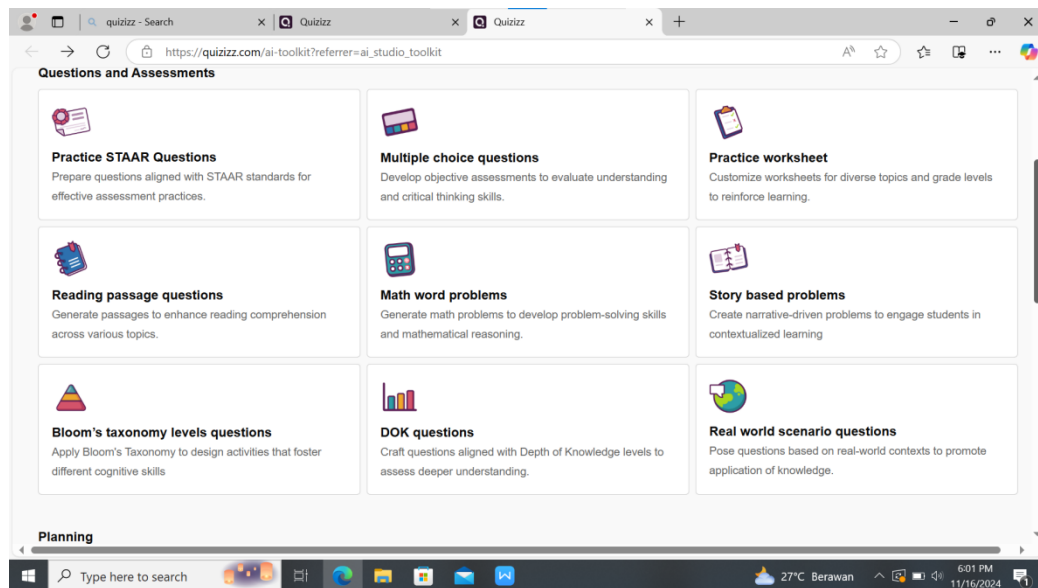 quizizz - Search
Quizizz
Quizizz
https://quizizz.com/ai-toolkit?referrer=ai_studio_toolkit
Questions and Assessments
Practice STAAR Questions
Prepare questions aligned with STAAR standards for
effective assessment practices.
Multiple choice questions
Develop objective assessments to evaluate understanding
and critical thinking skills.
Practice worksheet
Customize worksheets for diverse topics and grade levels
to reinforce learning.
Reading passage questions
Generate passages to enhance reading comprehension
across various topics.
Math word problems
Generate math problems to develop problem-solving skills
and mathematical reasoning.
Story based problems
Create narrative-driven problems to engage students in
contextualized learning
Bloom's taxonomy levels questions
Apply Bloom's Taxonomy to design activities that foster
different cognitive skills
DOK questions
Craft questions aligned with Depth of Knowledge levels to
assess deeper understanding.
Real world scenario questions
Pose questions based on real-world contexts to promote
application of knowledge.
Planning
Type here to search
27°C Berawan
6:01 PM
11/16/2024